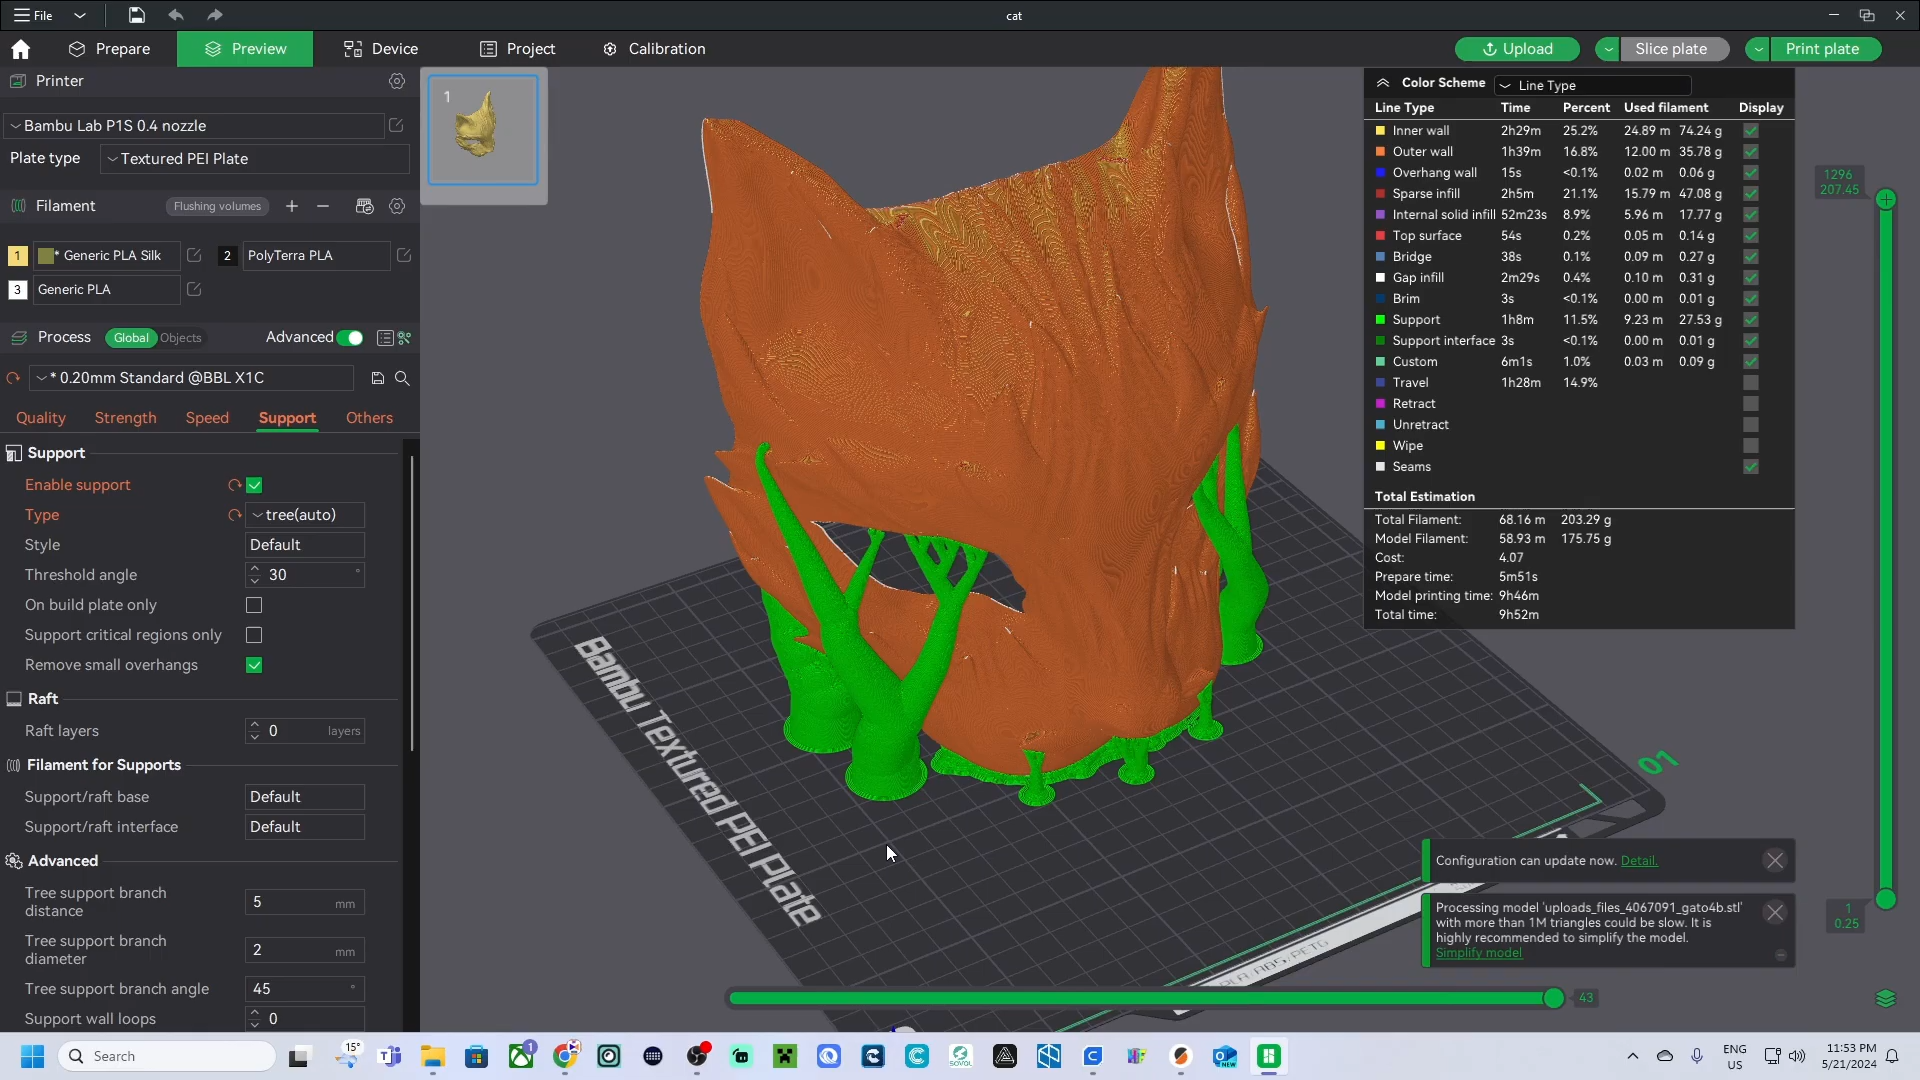 File
cat
Prepare
Preview
Device
Project
Calibration
Upload
Slice plate
Print plate
Printer
Bambu Lab P1S 0.4 nozzle
Plate type
Textured PEI Plate
Filament
Flushing volumes
1
* Generic PLA Silk
2
PolyTerra PLA
3
Generic PLA
Process
Global
Objects
Advanced
* 0.20mm Standard @BBL X1C
Quality
Strength
Speed
Support
Others
Support
Enable support
Type
tree(auto)
Style
Default
Threshold angle
30 °
On build plate only
Support critical regions only
Remove small overhangs
Raft
Raft layers
0 layers
Filament for Supports
Support/raft base
Default
Support/raft interface
Default
Advanced
Tree support branch
distance
5 mm
Tree support branch
diameter
2 mm
Tree support branch angle
45 °
Support wall loops
0
1
Bambu Textured PEI Plate
01
PLA/ABS/PETG
Color Scheme
Line Type
Line Type Time Percent Used filament Display
Inner wall 2h29m 25.2% 24.89 m 74.24 g
Outer wall 1h39m 16.8% 12.00 m 35.78 g
Overhang wall 15s <0.1% 0.02 m 0.06 g
Sparse infill 2h5m 21.1% 15.79 m 47.08 g
Internal solid infill 52m23s 8.9% 5.96 m 17.77 g
Top surface 54s 0.2% 0.05 m 0.14 g
Bridge 38s 0.1% 0.09 m 0.27 g
Gap infill 2m29s 0.4% 0.10 m 0.31 g
Brim 3s <0.1% 0.00 m 0.01 g
Support 1h8m 11.5% 9.23 m 27.53 g
Support interface 3s <0.1% 0.00 m 0.01 g
Custom 6m1s 1.0% 0.03 m 0.09 g
Travel 1h28m 14.9%
Retract
Unretract
Wipe
Seams
Total Estimation
Total Filament: 68.16 m 203.29 g
Model Filament: 58.93 m 175.75 g
Cost: 4.07
Prepare time: 5m51s
Model printing time: 9h46m
Total time: 9h52m
1296
207.45
1
0.25
Configuration can update now. Detail.
Processing model 'uploads_files_4067091_gato4b.stl'
with more than 1M triangles could be slow. It is
highly recommended to simplify the model.
Simplify model
43
Search
15°
1
SOVOL
NEW
ENG
US
11:53 PM
5/21/2024